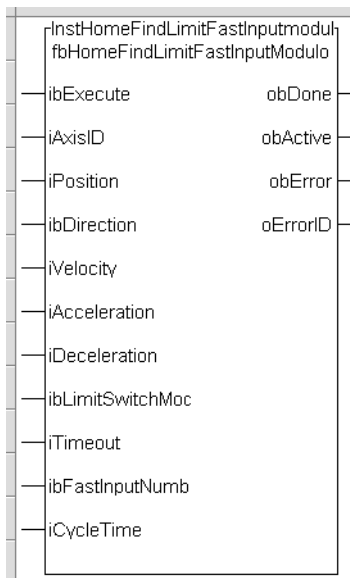 InstHomeFindLimitFastInputmodul
fbHomeFindLimitFastInputModulo
ibExecute obDone
iAxisID obActive
iPosition obError
ibDirection oErrorID
iVelocity
iAcceleration
iDeceleration
ibLimitSwitchMoc
iTimeout
ibFastInputNumb
iCycleTime